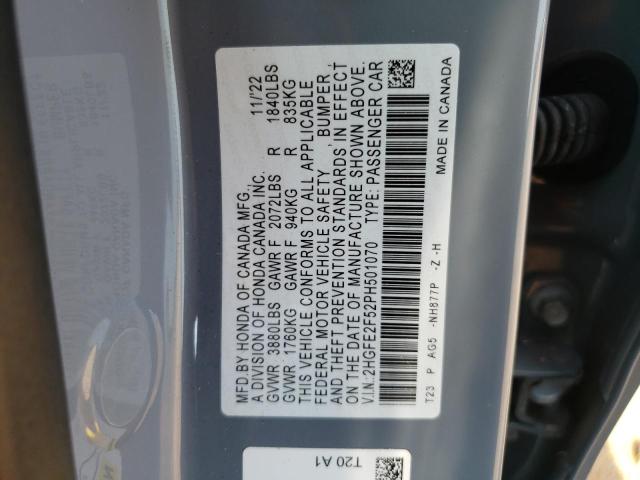 MFD.BY HONDA OF CANADA MFG.,
A DIVISION OF HONDA CANADA INC. 11/'22
GVWR 3880LBS GAWR F 2072LBS R 1840LBS
GVWR 1760KG GAWR F 940KG R 835KG
THIS VEHICLE CONFORMS TO ALL APPLICABLE
FEDERAL MOTOR VEHICLE SAFETY, BUMPER,
AND THEFT PREVENTION STANDARDS IN EFFECT
ON THE DATE OF MANUFACTURE SHOWN ABOVE.
V.I.N.:2HGFE2F52PH501070 TYPE: PASSENGER CAR
T23 P AG5 -NH877P -Z -H
MADE IN CANADA
T20 A1